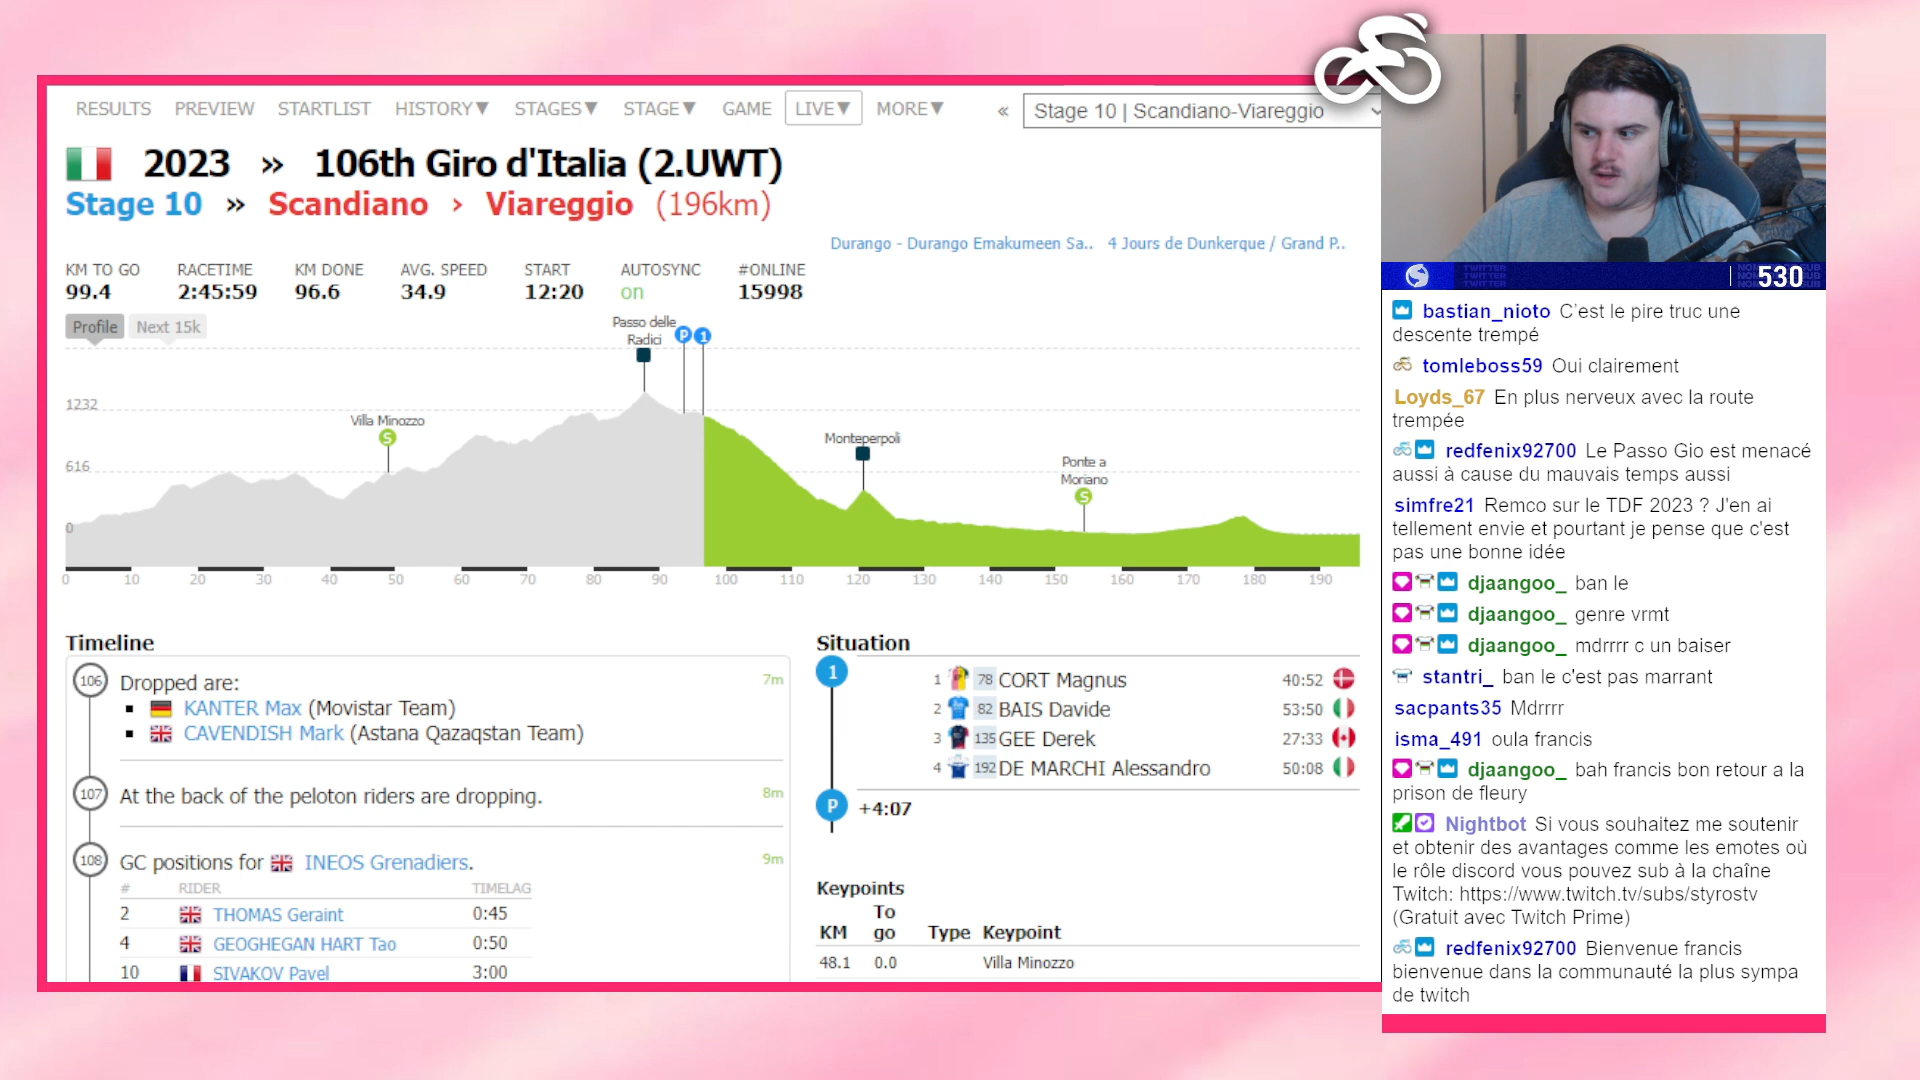 RESULTS PREVIEW STARTLIST HISTORY▼ STAGES▼ STAGE▼ GAME LIVE▼ MORE▼ « Stage 10 | Scandiano-Viareggio
2023 » 106th Giro d'Italia (2.UWT)
Stage 10 » Scandiano › Viareggio (196km)
Durango - Durango Emakumeen Sa.. 4 Jours de Dunkerque / Grand P..
KM TO GO RACETIME KM DONE AVG. SPEED START AUTOSYNC #ONLINE
99.4 2:45:59 96.6 34.9 12:20 on 15998
Profile Next 15k
Passo delle
Radici
P 1
1232
Villa Minozzo
S
Monteperpoli
616
Ponte a
Moriano
S
0
0 10 20 30 40 50 60 70 80 90 100 110 120 130 140 150 160 170 180 190
Timeline
106 Dropped are: 7m
KANTER Max (Movistar Team)
CAVENDISH Mark (Astana Qazaqstan Team)
107 At the back of the peloton riders are dropping. 8m
108 GC positions for INEOS Grenadiers. 9m
# RIDER TIMELAG
2 THOMAS Geraint 0:45
4 GEOGHEGAN HART Tao 0:50
10 SIVAKOV Pavel 3:00
Situation
1
1 78 CORT Magnus 40:52
2 82 BAIS Davide 53:50
3 135 GEE Derek 27:33
4 192 DE MARCHI Alessandro 50:08
P +4:07
Keypoints
KM To go Type Keypoint
48.1 0.0 Villa Minozzo
TWITTER
530
bastian_nioto C'est le pire truc une
descente trempé
tomleboss59 Oui clairement
Loyds_67 En plus nerveux avec la route
trempée
redfenix92700 Le Passo Gio est menacé
aussi à cause du mauvais temps aussi
simfre21 Remco sur le TDF 2023 ? J'en ai
tellement envie et pourtant je pense que c'est
pas une bonne idée
djaangoo_ ban le
djaangoo_ genre vrmt
djaangoo_ mdrrrr c un baiser
stantri_ ban le c'est pas marrant
sacpants35 Mdrrrr
isma_491 oula francis
djaangoo_ bah francis bon retour a la
prison de fleury
Nightbot Si vous souhaitez me soutenir
et obtenir des avantages comme les emotes où
le rôle discord vous pouvez sub à la chaîne
Twitch: https://www.twitch.tv/subs/styrostv
(Gratuit avec Twitch Prime)
redfenix92700 Bienvenue francis
bienvenue dans la communauté la plus sympa
de twitch